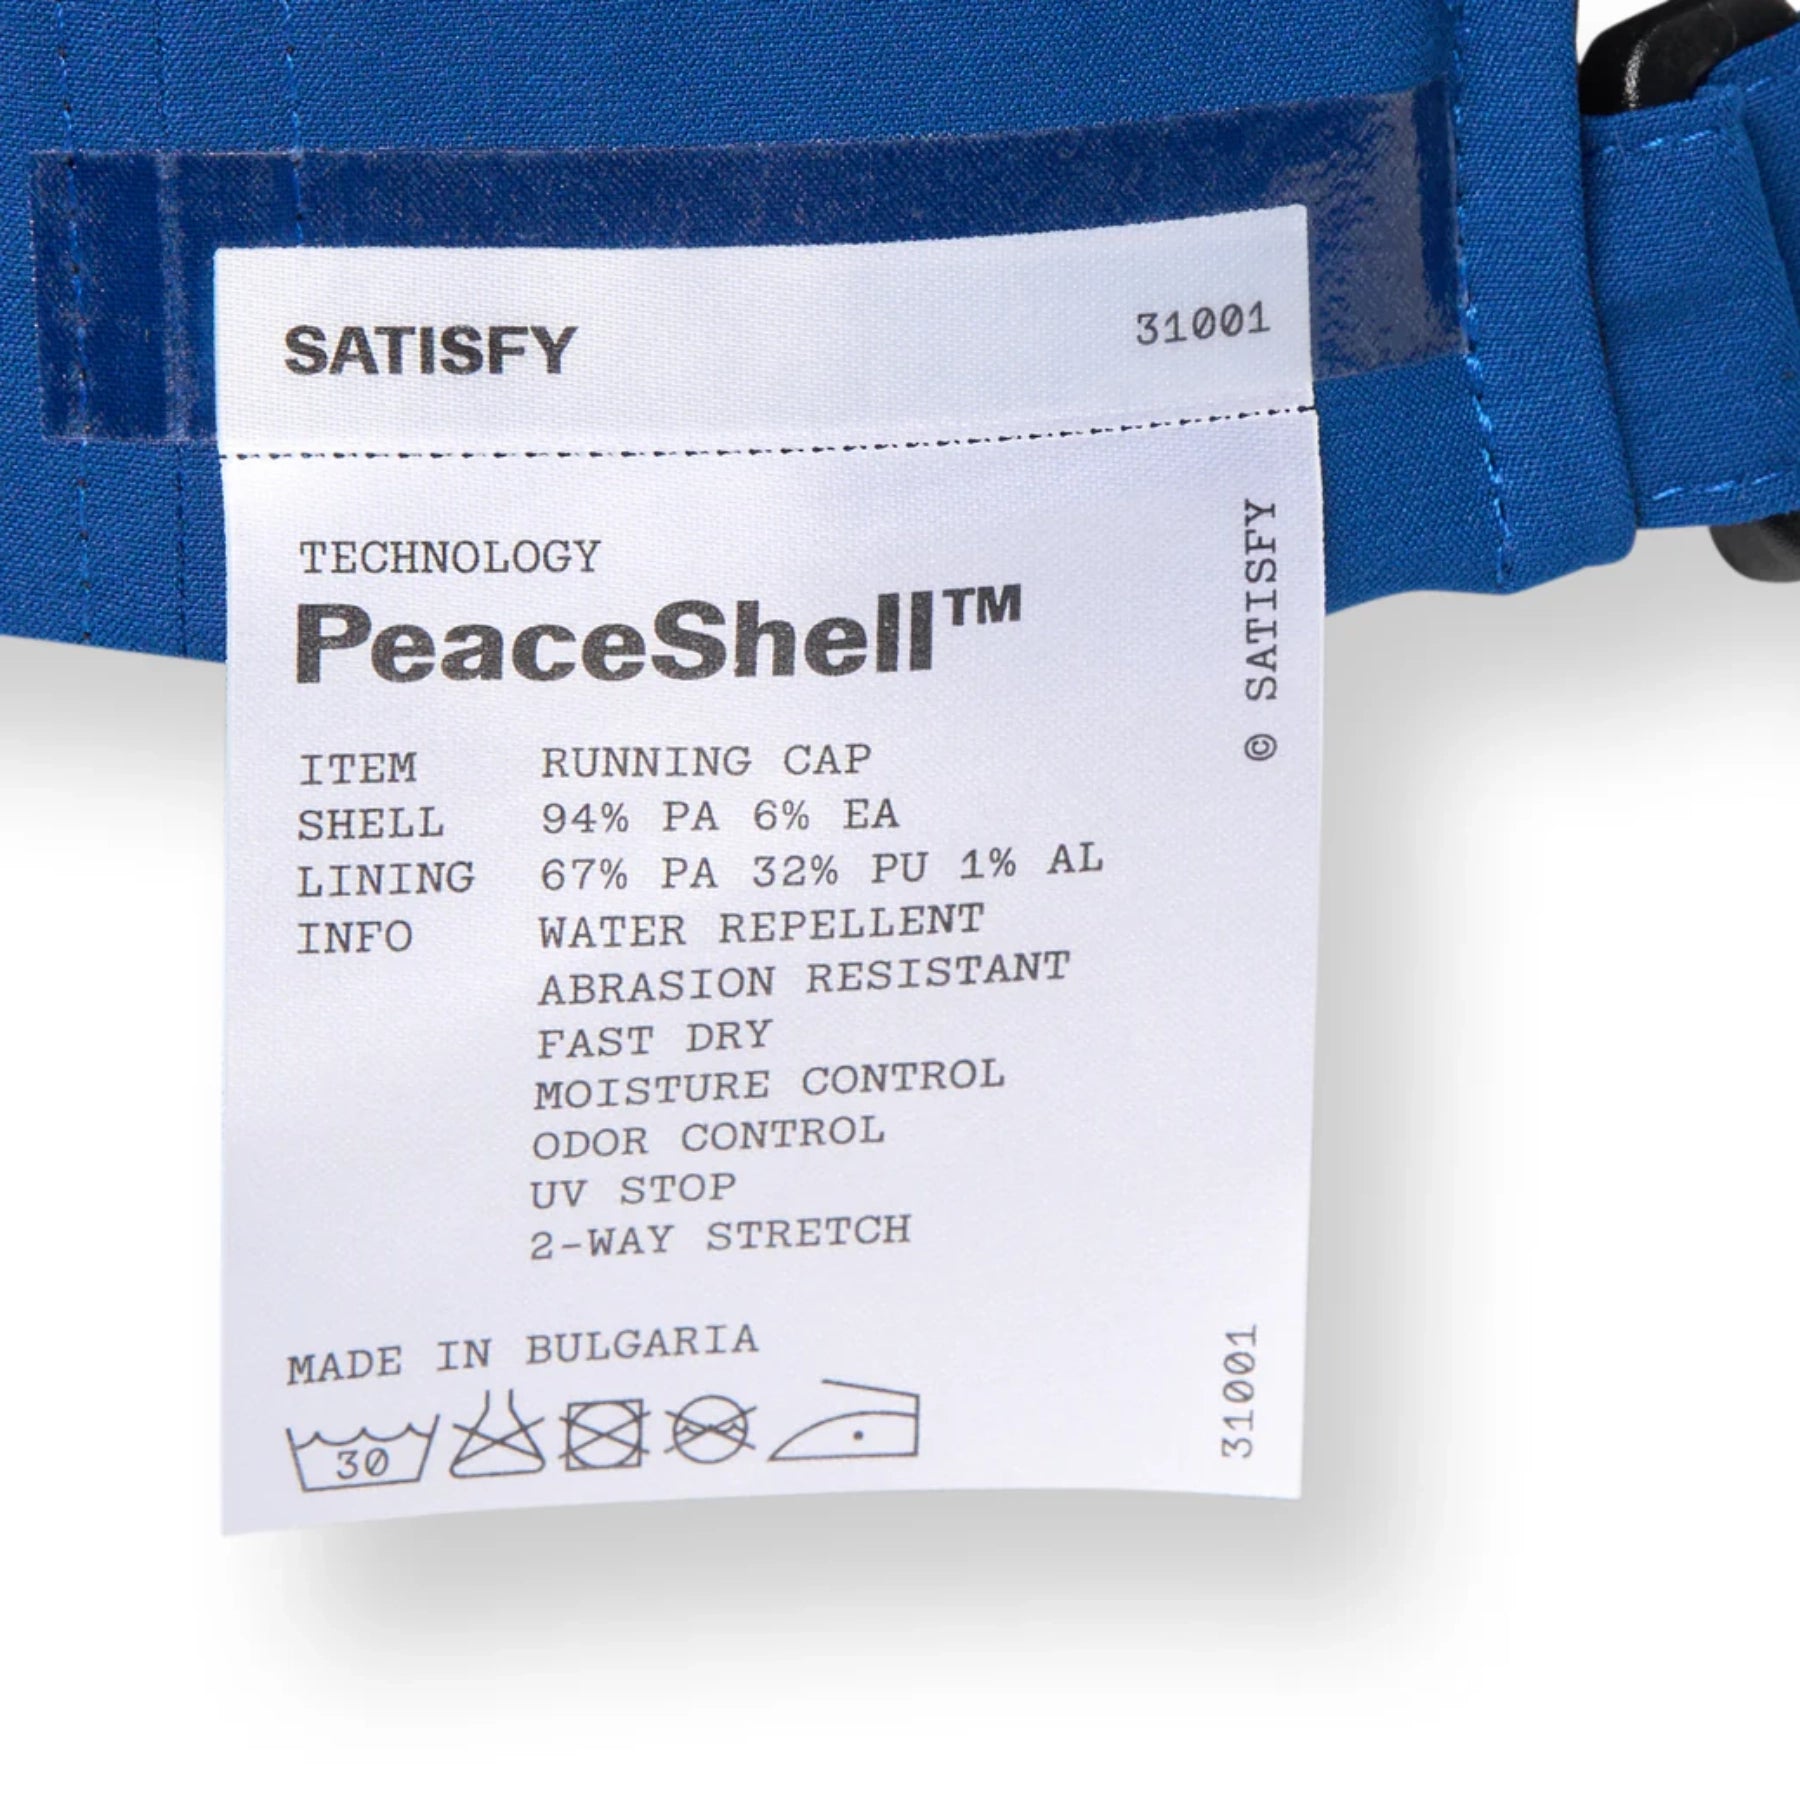 SATISFY 31001
TECHNOLOGY
PeaceShell™
ITEM RUNNING CAP
SHELL 94% PA 6% EA
LINING 67% PA 32% PU 1% AL
INFO WATER REPELLENT
ABRASION RESISTANT
FAST DRY
MOISTURE CONTROL
ODOR CONTROL
UV STOP
2-WAY STRETCH
MADE IN BULGARIA
30
© SATISFY
31001